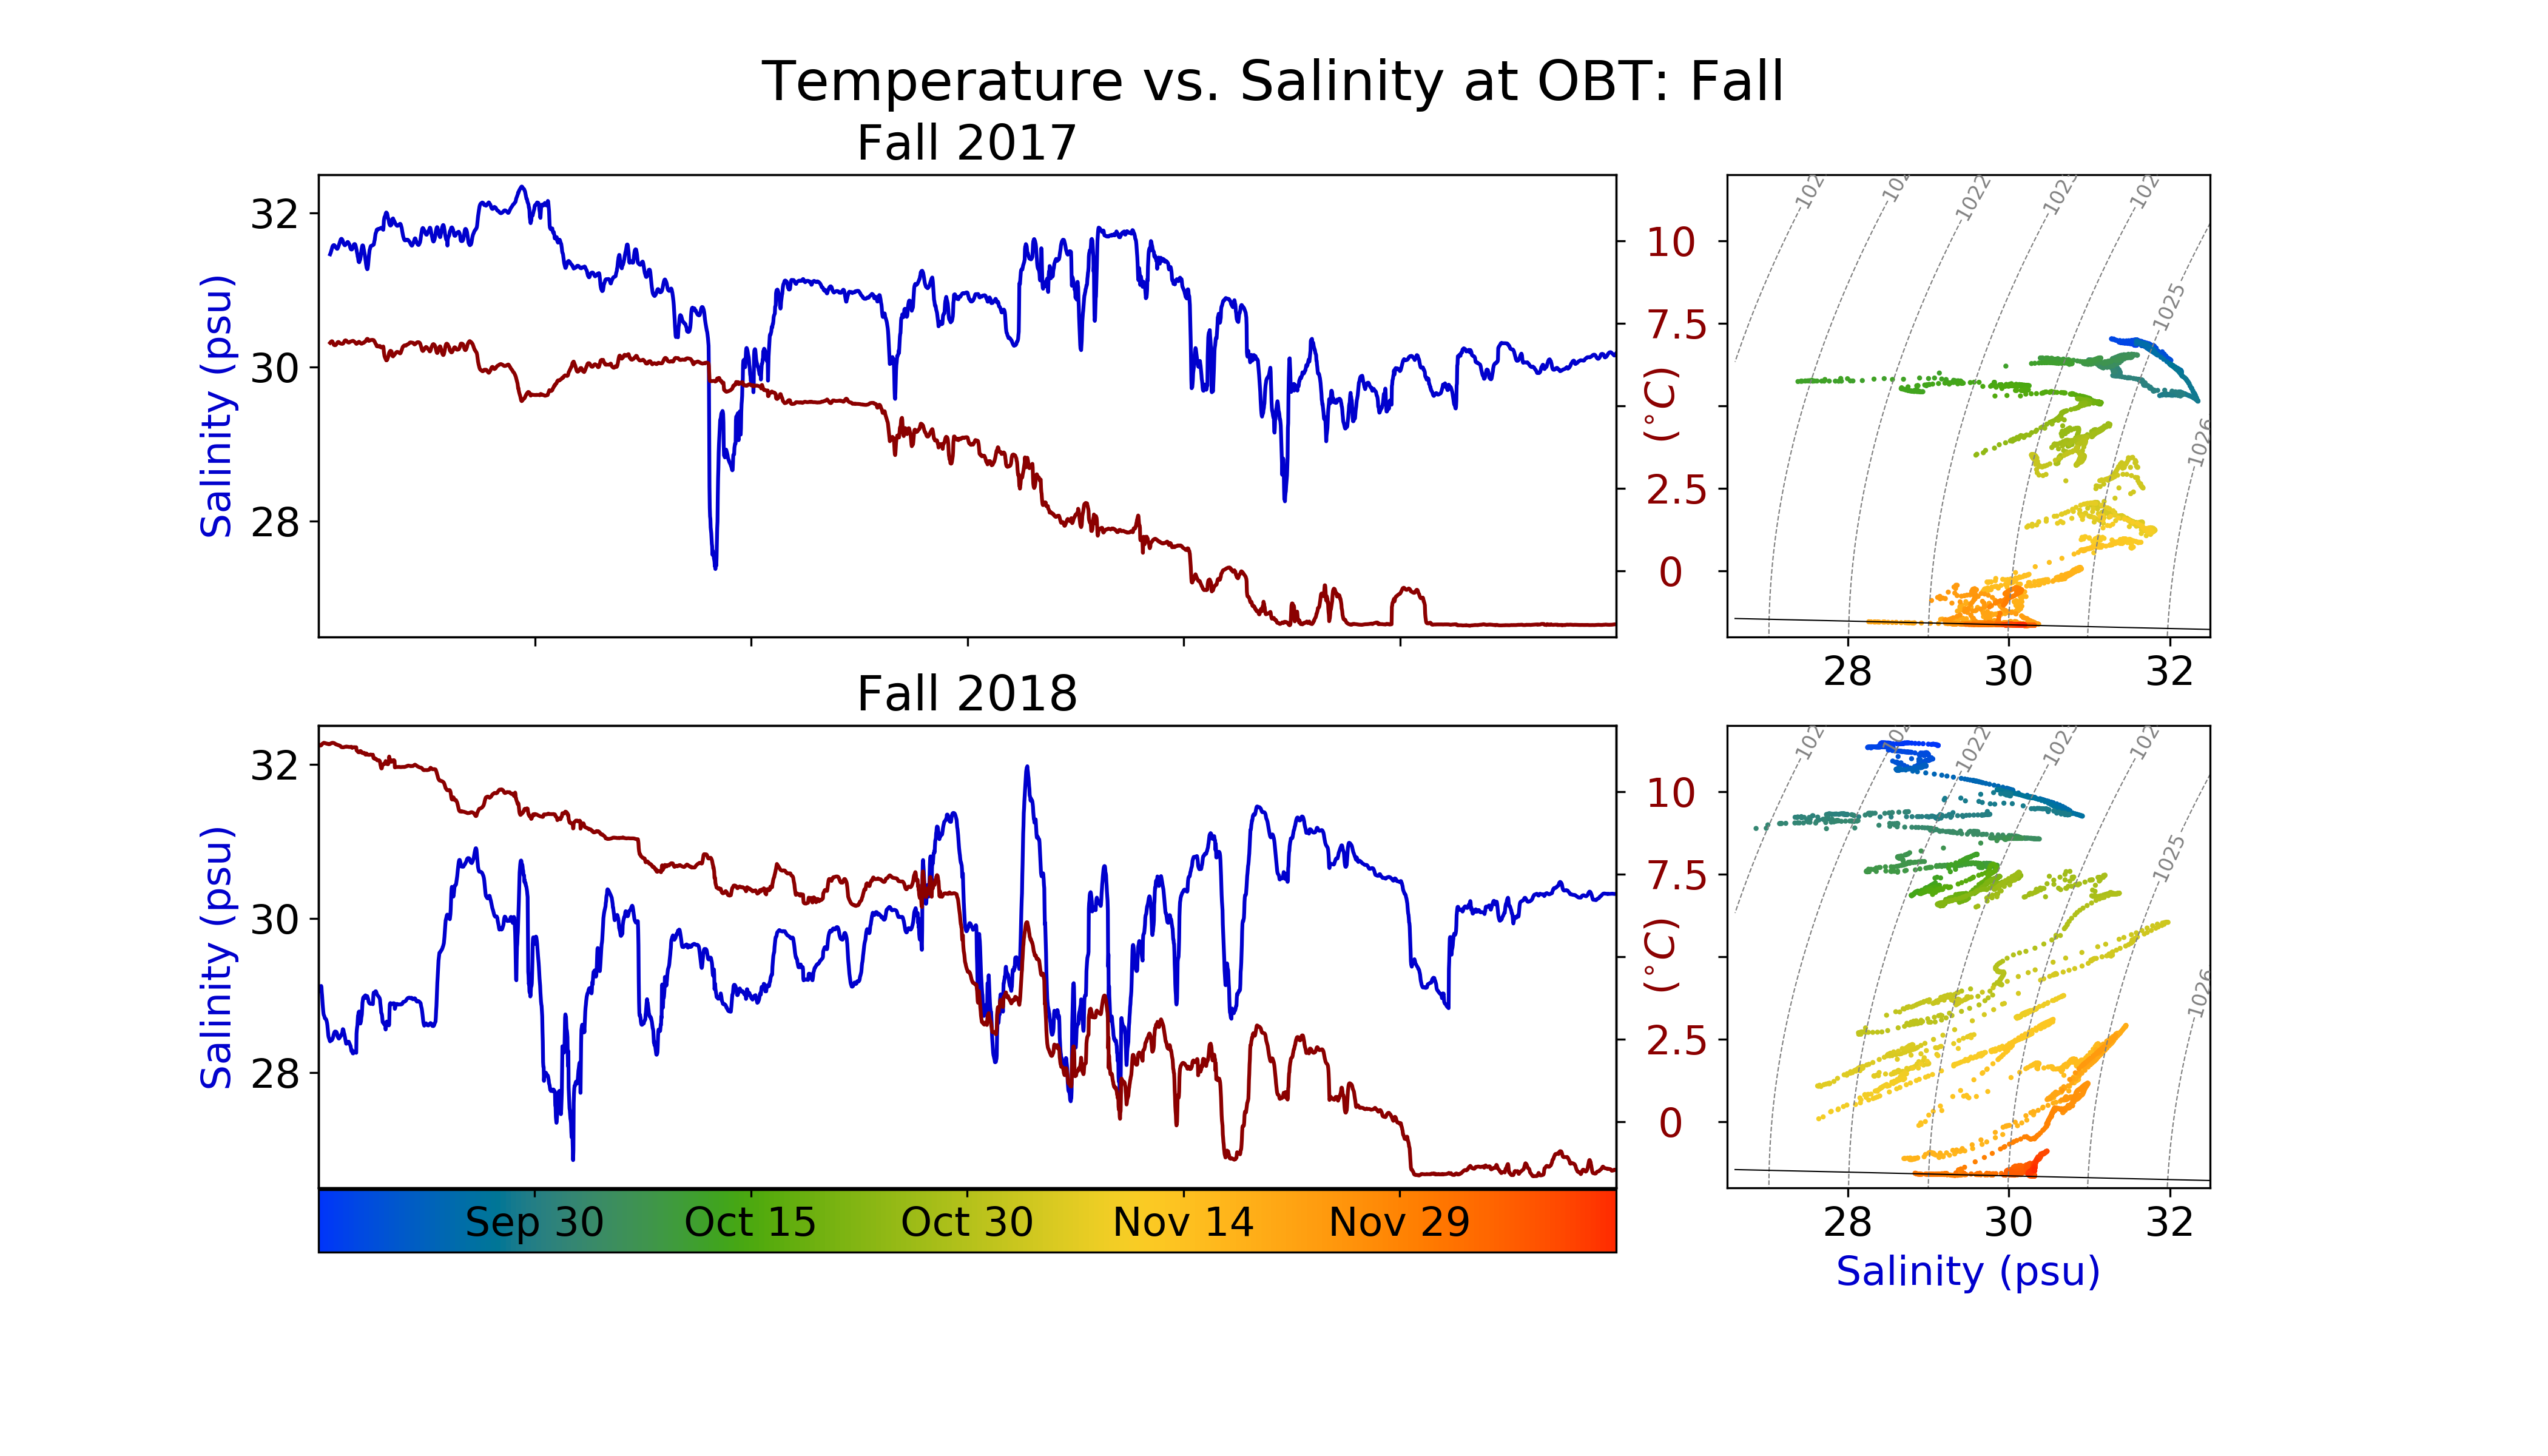 Temperature vs. Salinity at OBT: Fall
Fall 2017
Salinity (psu)
32
30
28
10
7.5
(°C)
2.5
0
1022
1025
1026
28 30 32
Fall 2018
Salinity (psu)
32
30
28
10
7.5
(°C)
2.5
0
1022
1025
1026
28 30 32
Sep 30 Oct 15 Oct 30 Nov 14 Nov 29
Salinity (psu)